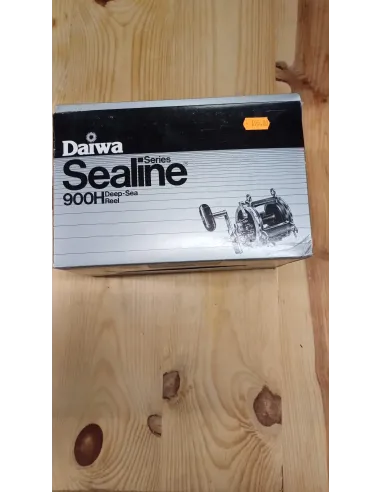 Daiwa
Series
Sealine
900H Deep-Sea
Reel